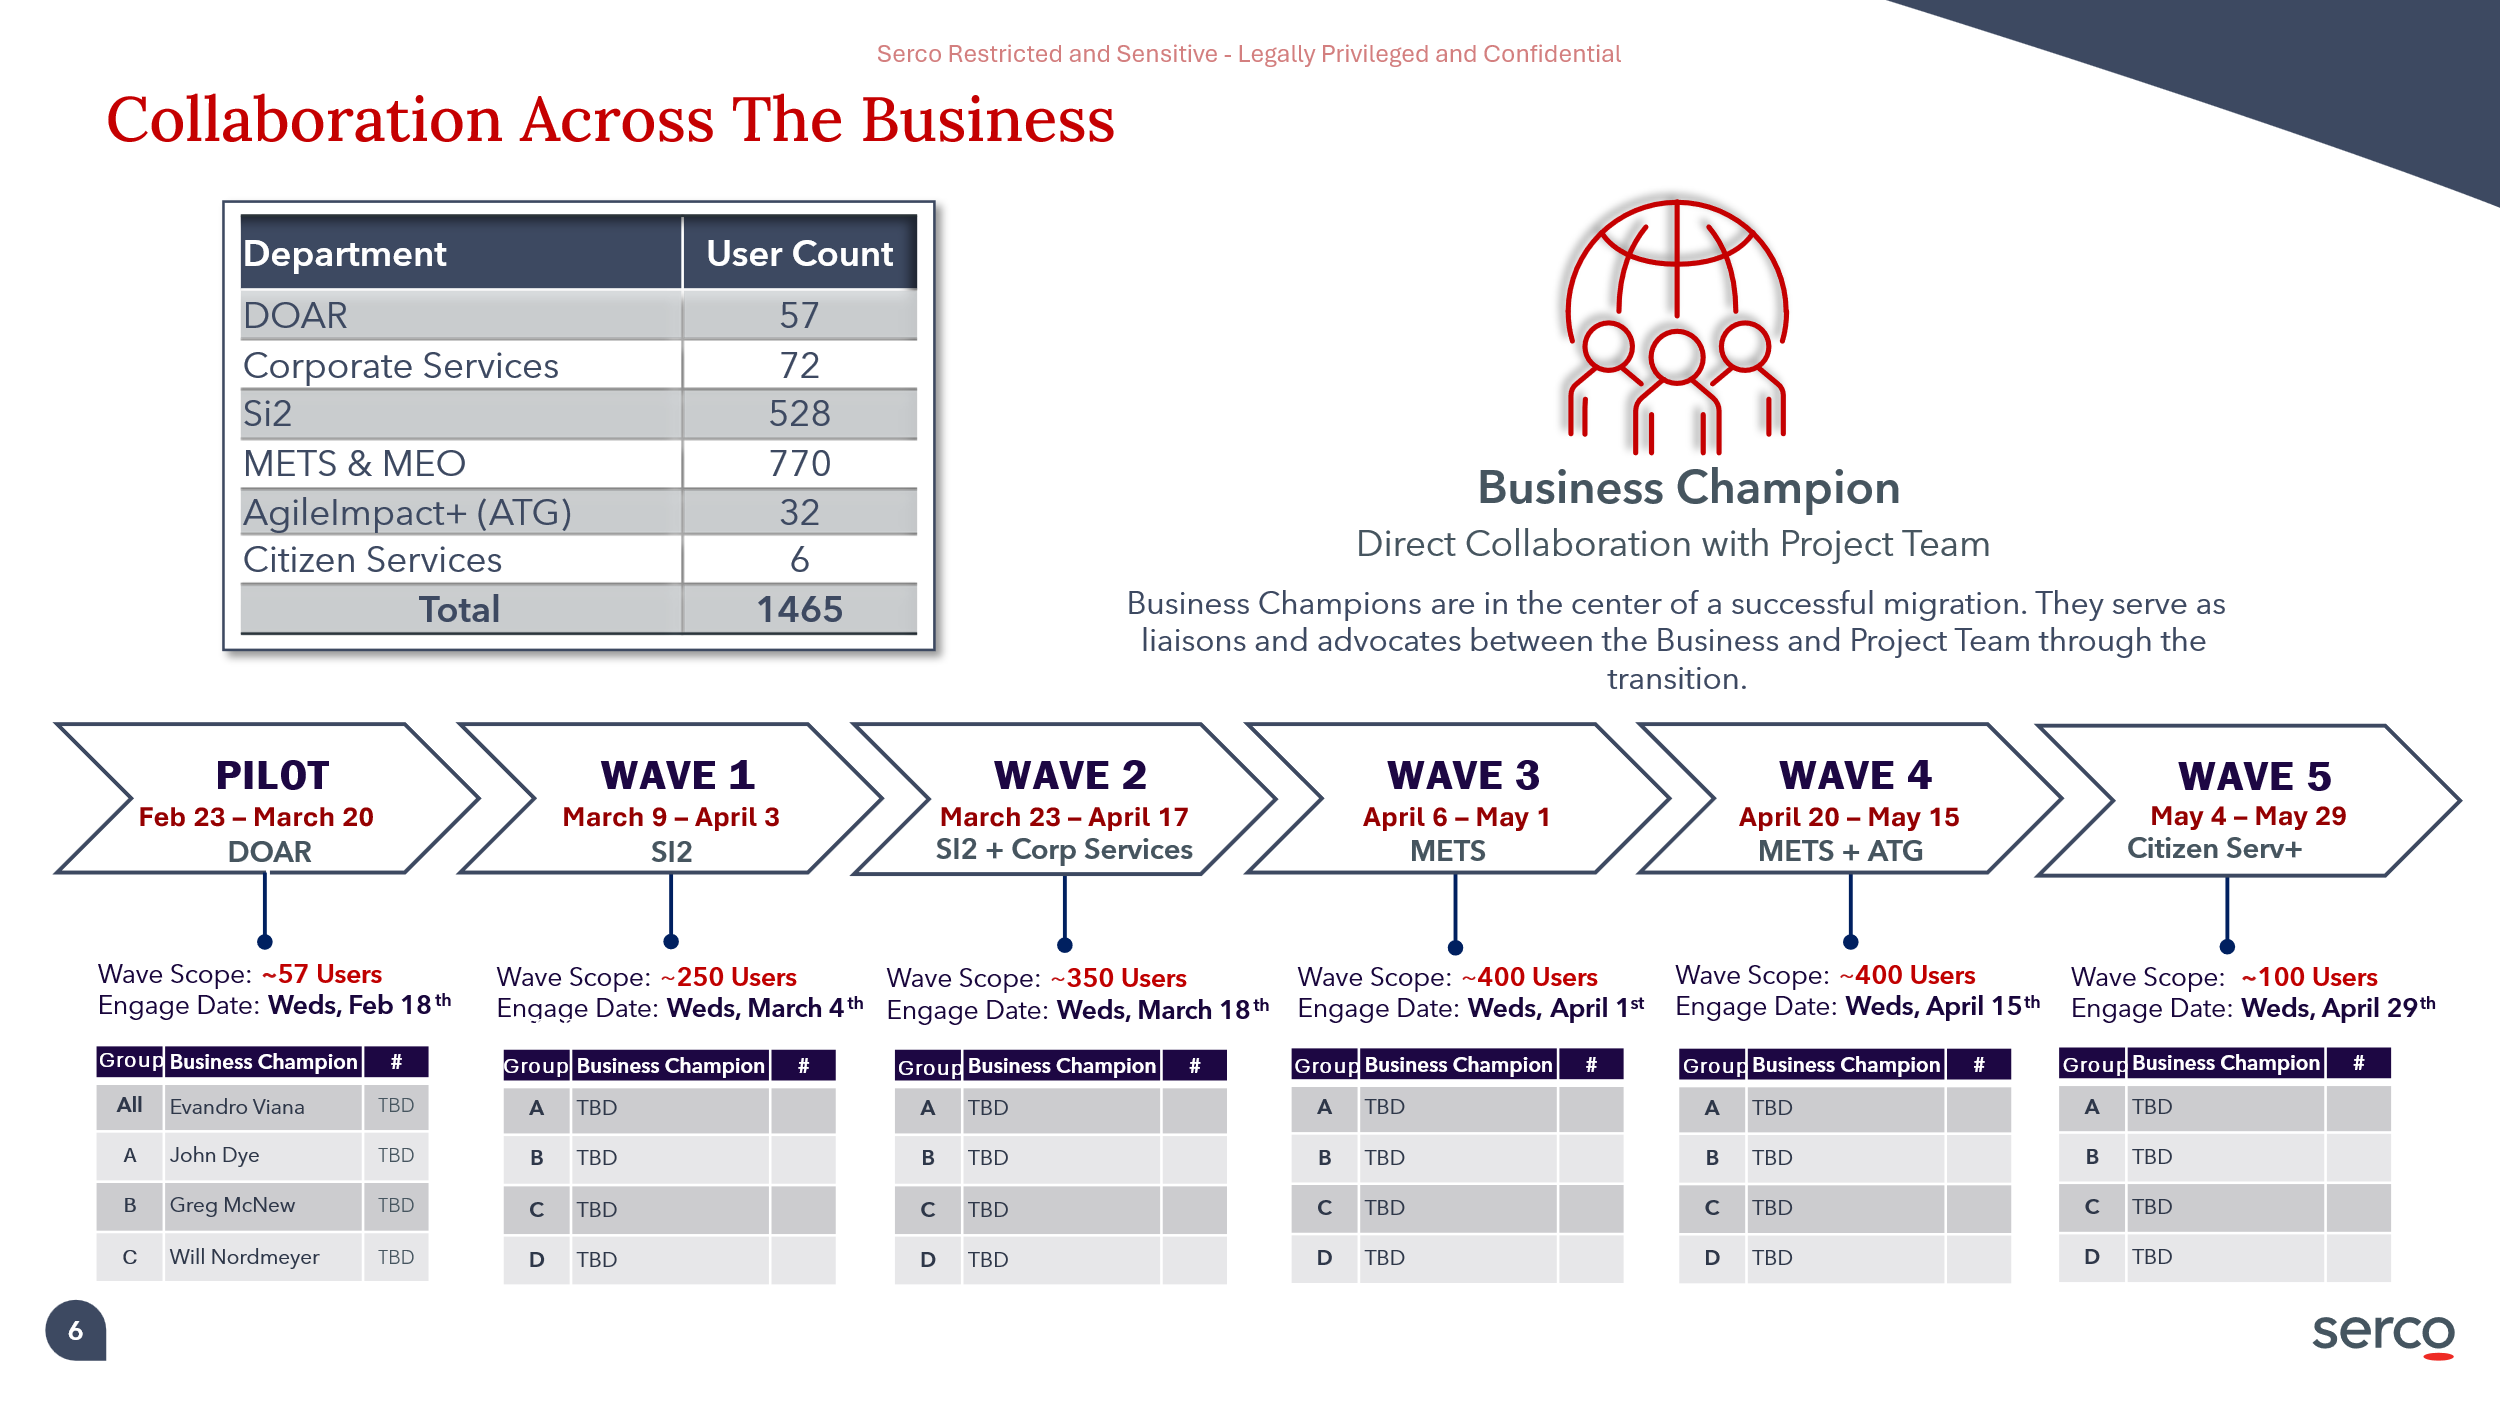 Serco Restricted and Sensitive - Legally Privileged and Confidential
Collaboration Across The Business
Department User Count
DOAR 57
Corporate Services 72
Si2 528
METS & MEO 770
AgileImpact+ (ATG) 32
Citizen Services 6
Total 1465
Business Champion
Direct Collaboration with Project Team
Business Champions are in the center of a successful migration. They serve as
liaisons and advocates between the Business and Project Team through the
transition.
PILOT
Feb 23 – March 20
DOAR
WAVE 1
March 9 – April 3
SI2
WAVE 2
March 23 – April 17
SI2 + Corp Services
WAVE 3
April 6 – May 1
METS
WAVE 4
April 20 – May 15
METS + ATG
WAVE 5
May 4 – May 29
Citizen Serv+
Wave Scope: ~57 Users
Engage Date: Weds, Feb 18th
Group Business Champion #
All Evandro Viana TBD
A John Dye TBD
B Greg McNew TBD
C Will Nordmeyer TBD
Wave Scope: ~250 Users
Engage Date: Weds, March 4th
Group Business Champion #
A TBD
B TBD
C TBD
D TBD
Wave Scope: ~350 Users
Engage Date: Weds, March 18th
Group Business Champion #
A TBD
B TBD
C TBD
D TBD
Wave Scope: ~400 Users
Engage Date: Weds, April 1st
Group Business Champion #
A TBD
B TBD
C TBD
D TBD
Wave Scope: ~400 Users
Engage Date: Weds, April 15th
Group Business Champion #
A TBD
B TBD
C TBD
D TBD
Wave Scope: ~100 Users
Engage Date: Weds, April 29th
Group Business Champion #
A TBD
B TBD
C TBD
D TBD
6
serco